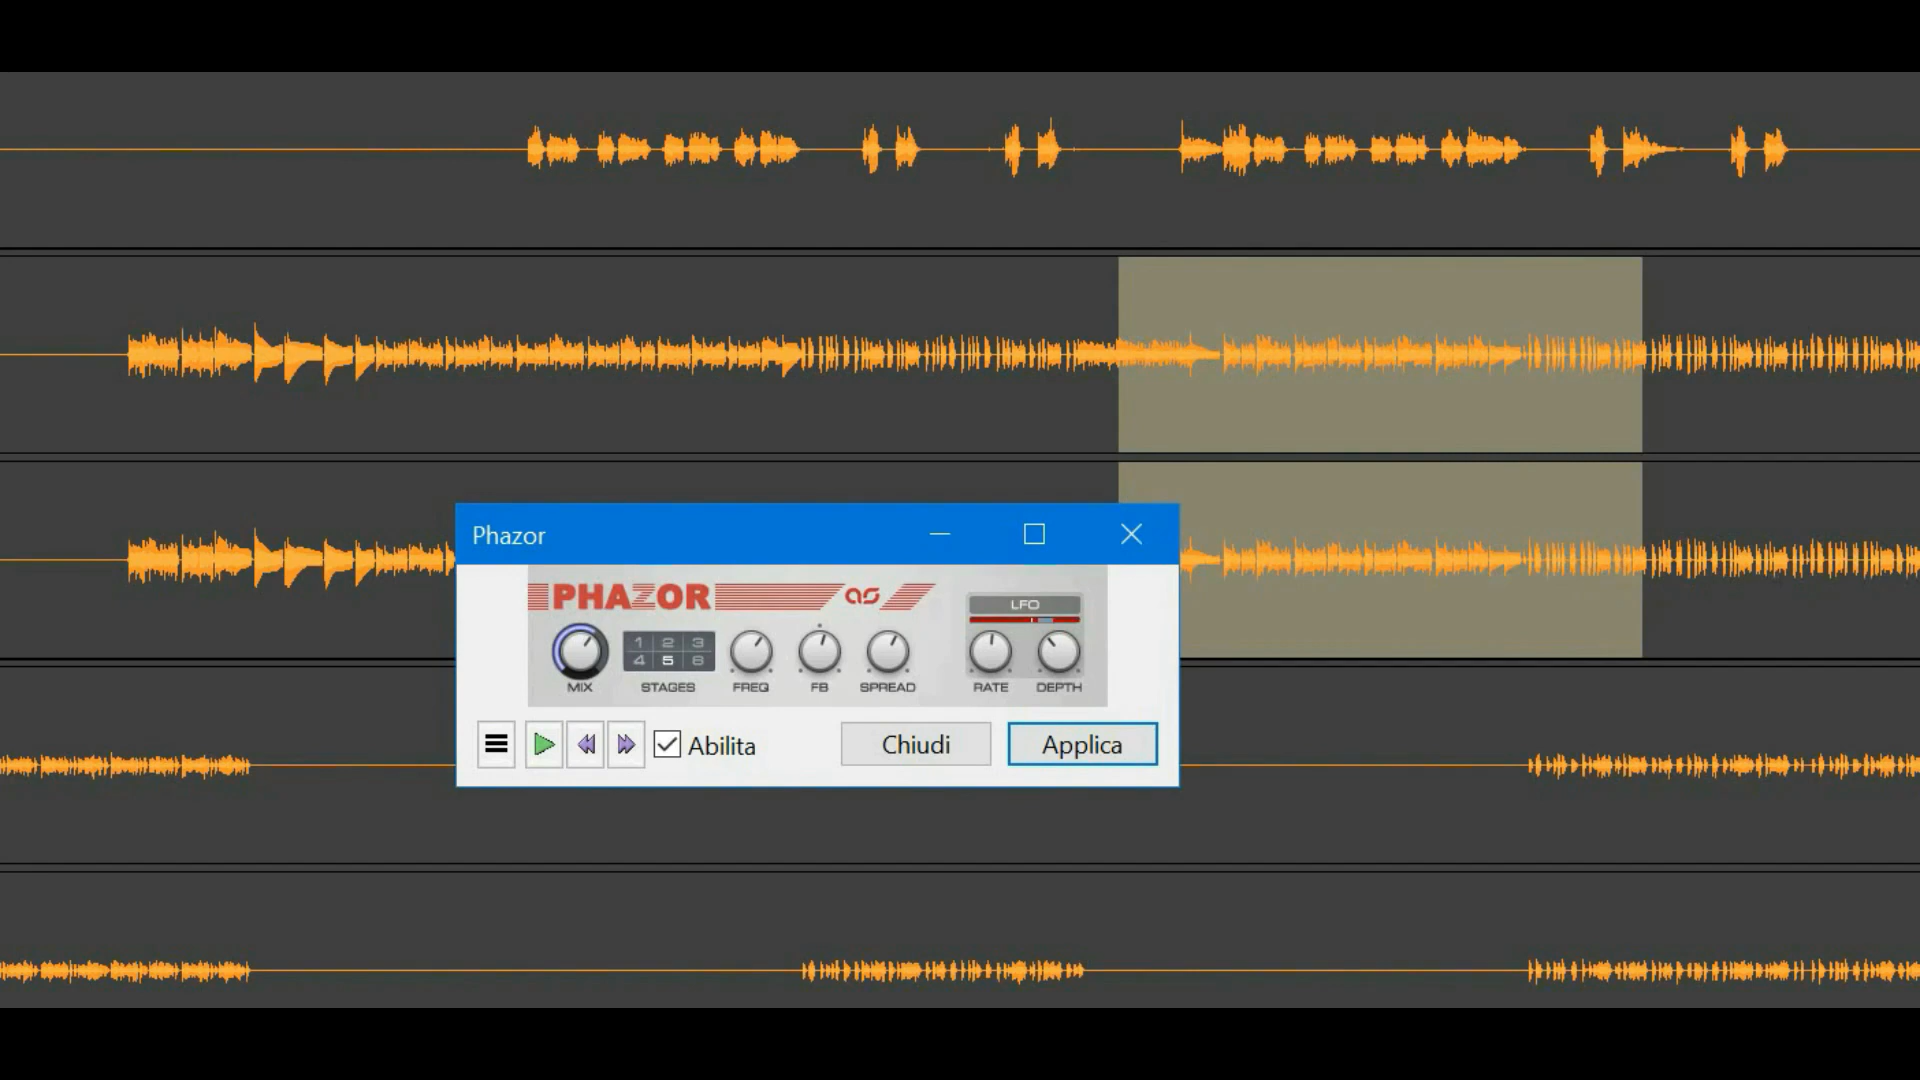 Phazor
PHAZOR
LFO
1 2 3
4 5 6
MIX STAGES FREQ FB SPREAD RATE DEPTH
Abilita Chiudi Applica